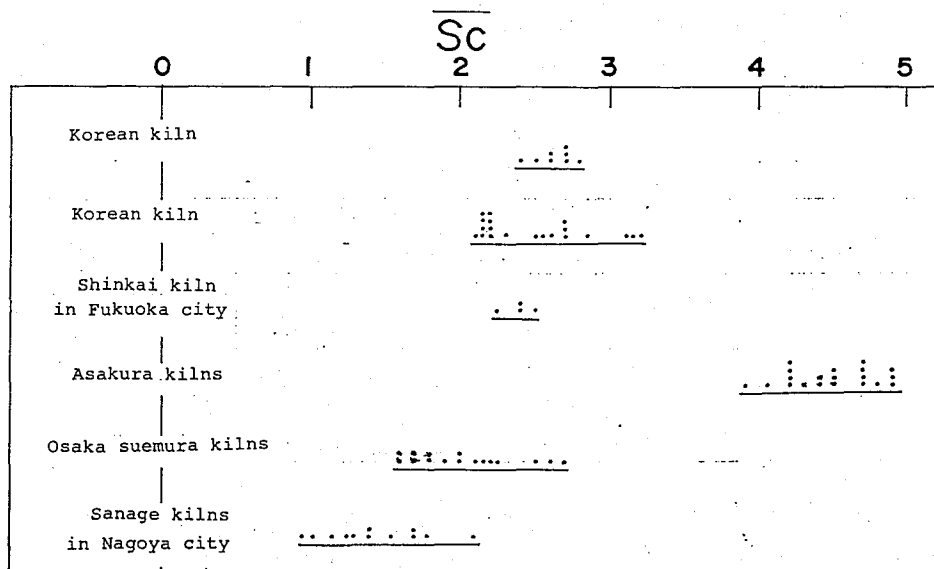 Sc
0 1 2 3 4 5
Korean kiln
Korean kiln
Shinkai kiln
in Fukuoka city
Asakura kilns
Osaka suemura kilns
Sanage kilns
in Nagoya city